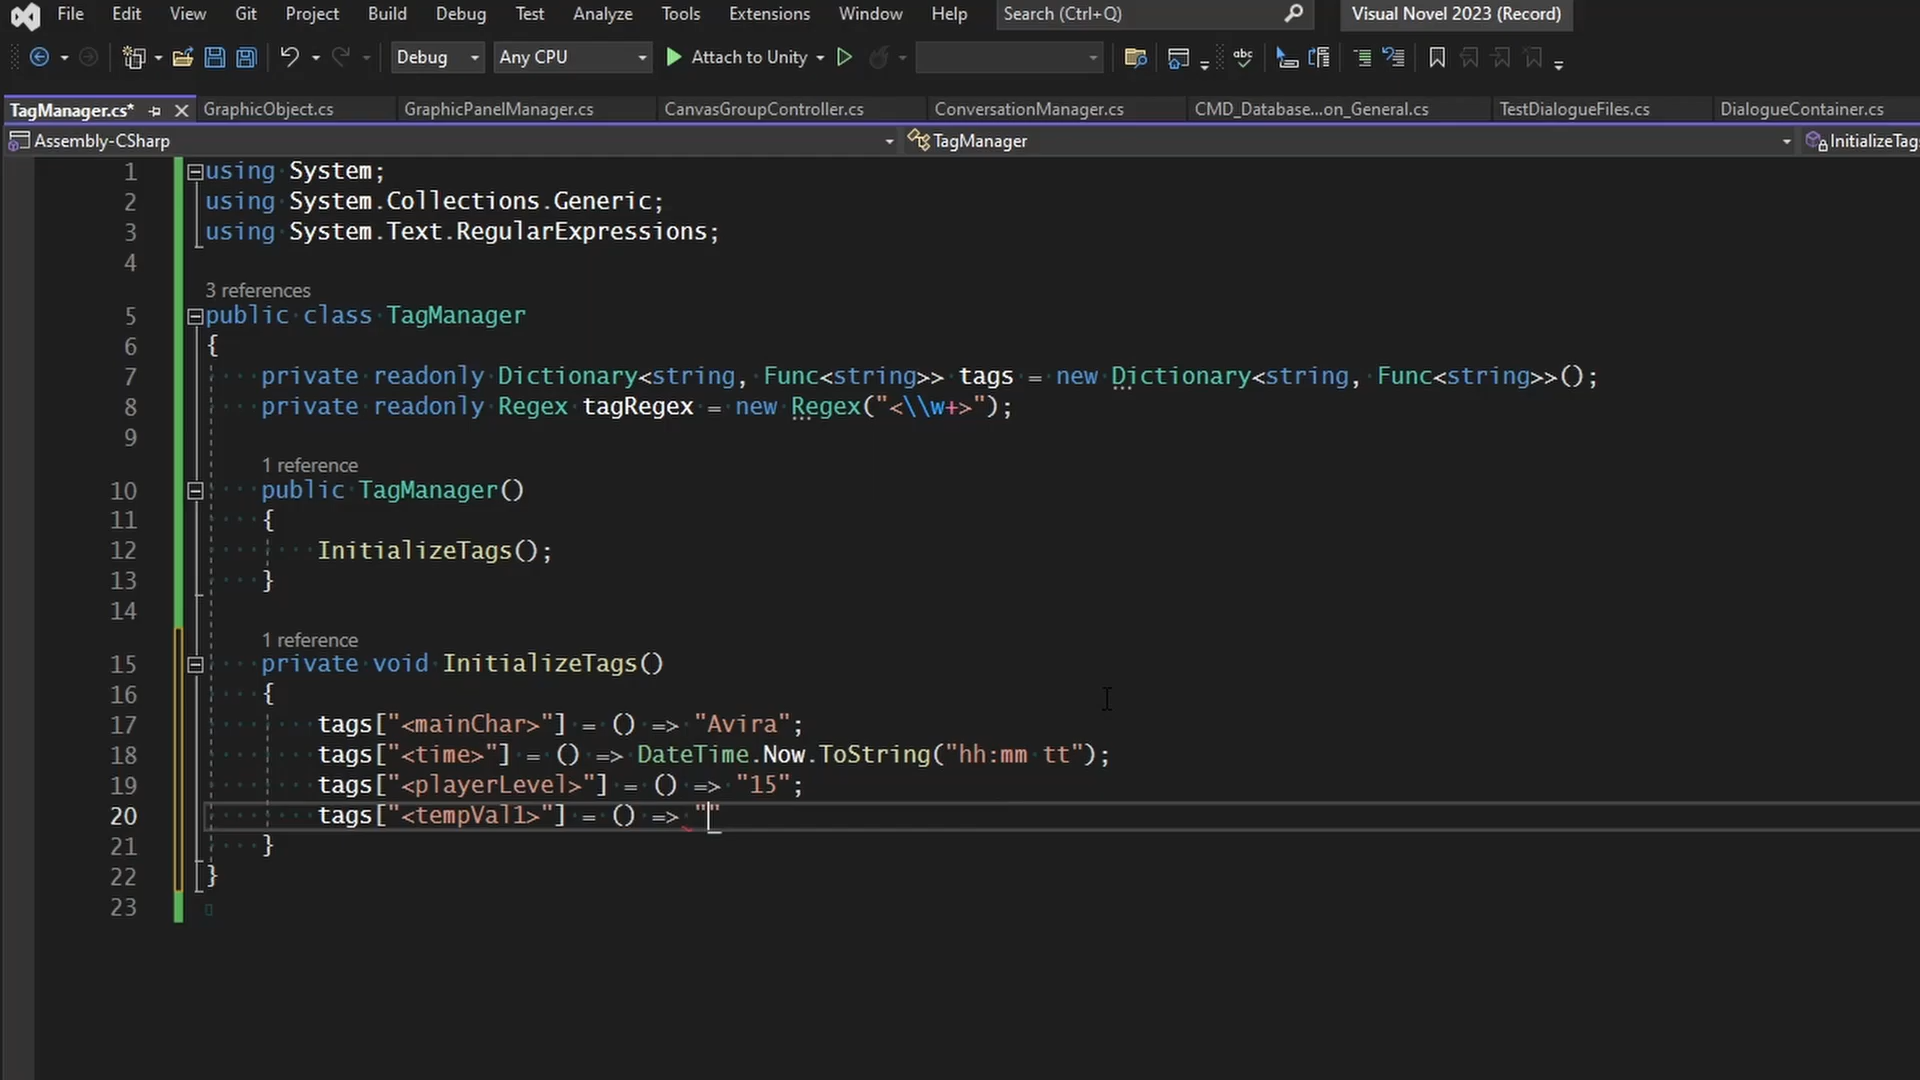 File Edit View Git Project Build Debug Test Analyze Tools Extensions Window Help Search (Ctrl+Q) Visual Novel 2023 (Record)
Debug Any CPU Attach to Unity
TagManager.cs* GraphicObject.cs GraphicPanelManager.cs CanvasGroupController.cs ConversationManager.cs CMD_Database...on_General.cs TestDialogueFiles.cs DialogueContainer.cs
Assembly-CSharp TagManager InitializeTags
1 using System;
2 using System.Collections.Generic;
3 using System.Text.RegularExpressions;
4
3 references
5 public class TagManager
6 {
7 private readonly Dictionary<string, Func<string>> tags = new Dictionary<string, Func<string>>();
8 private readonly Regex tagRegex = new Regex("<\\w+>");
9
1 reference
10 public TagManager()
11 {
12 InitializeTags();
13 }
14
1 reference
15 private void InitializeTags()
16 {
17 tags["<mainChar>"] = () => "Avira";
18 tags["<time>"] = () => DateTime.Now.ToString("hh:mm tt");
19 tags["<playerLevel>"] = () => "15";
20 tags["<tempVal1>"] = () => ""
21 }
22 }
23